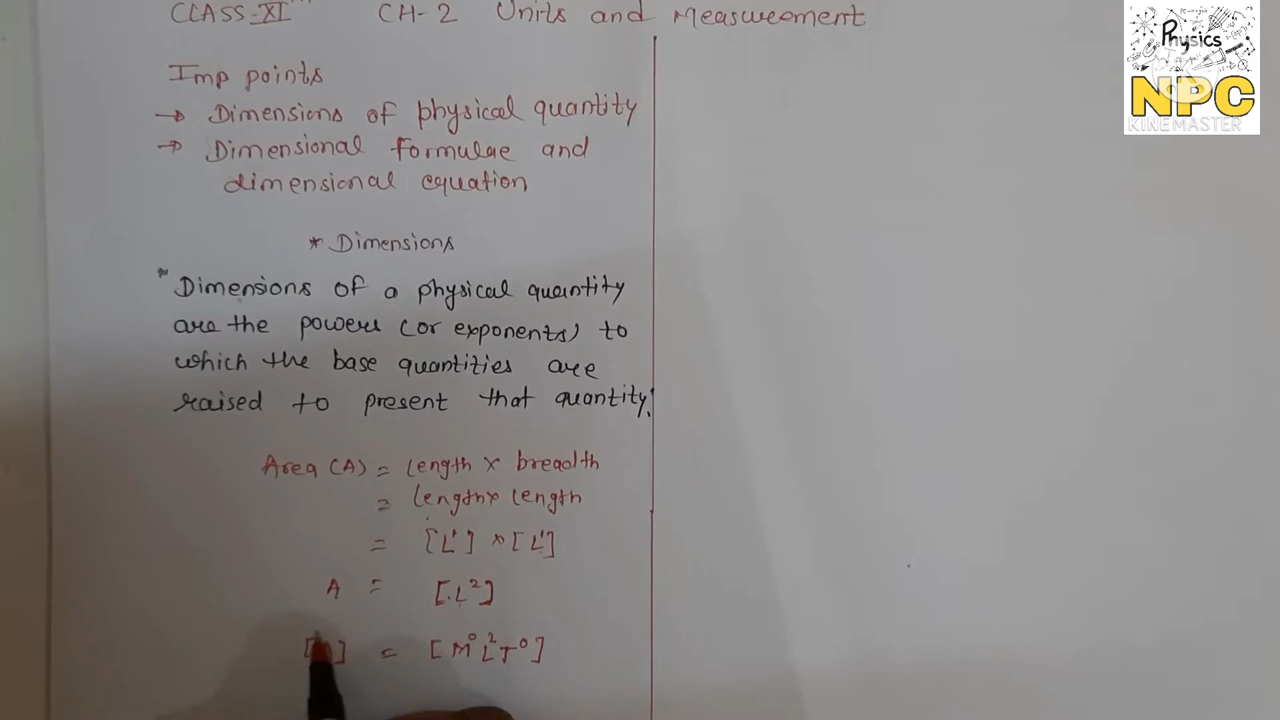 CLASS-XI CH-2 Units and Measurement
Imp points
→ Dimensions of physical quantity
→ Dimensional formulae and
dimensional equation
* Dimensions
" Dimensions of a physical quantity
are the powers (or exponents) to
which the base quantities are
raised to present that quantity.
Area (A) = Length × breadth
= Length × Length
= [L¹] × [L¹]
A = [L²]
= [M⁰L²T⁰]
Physics
NPC
KINEMASTER